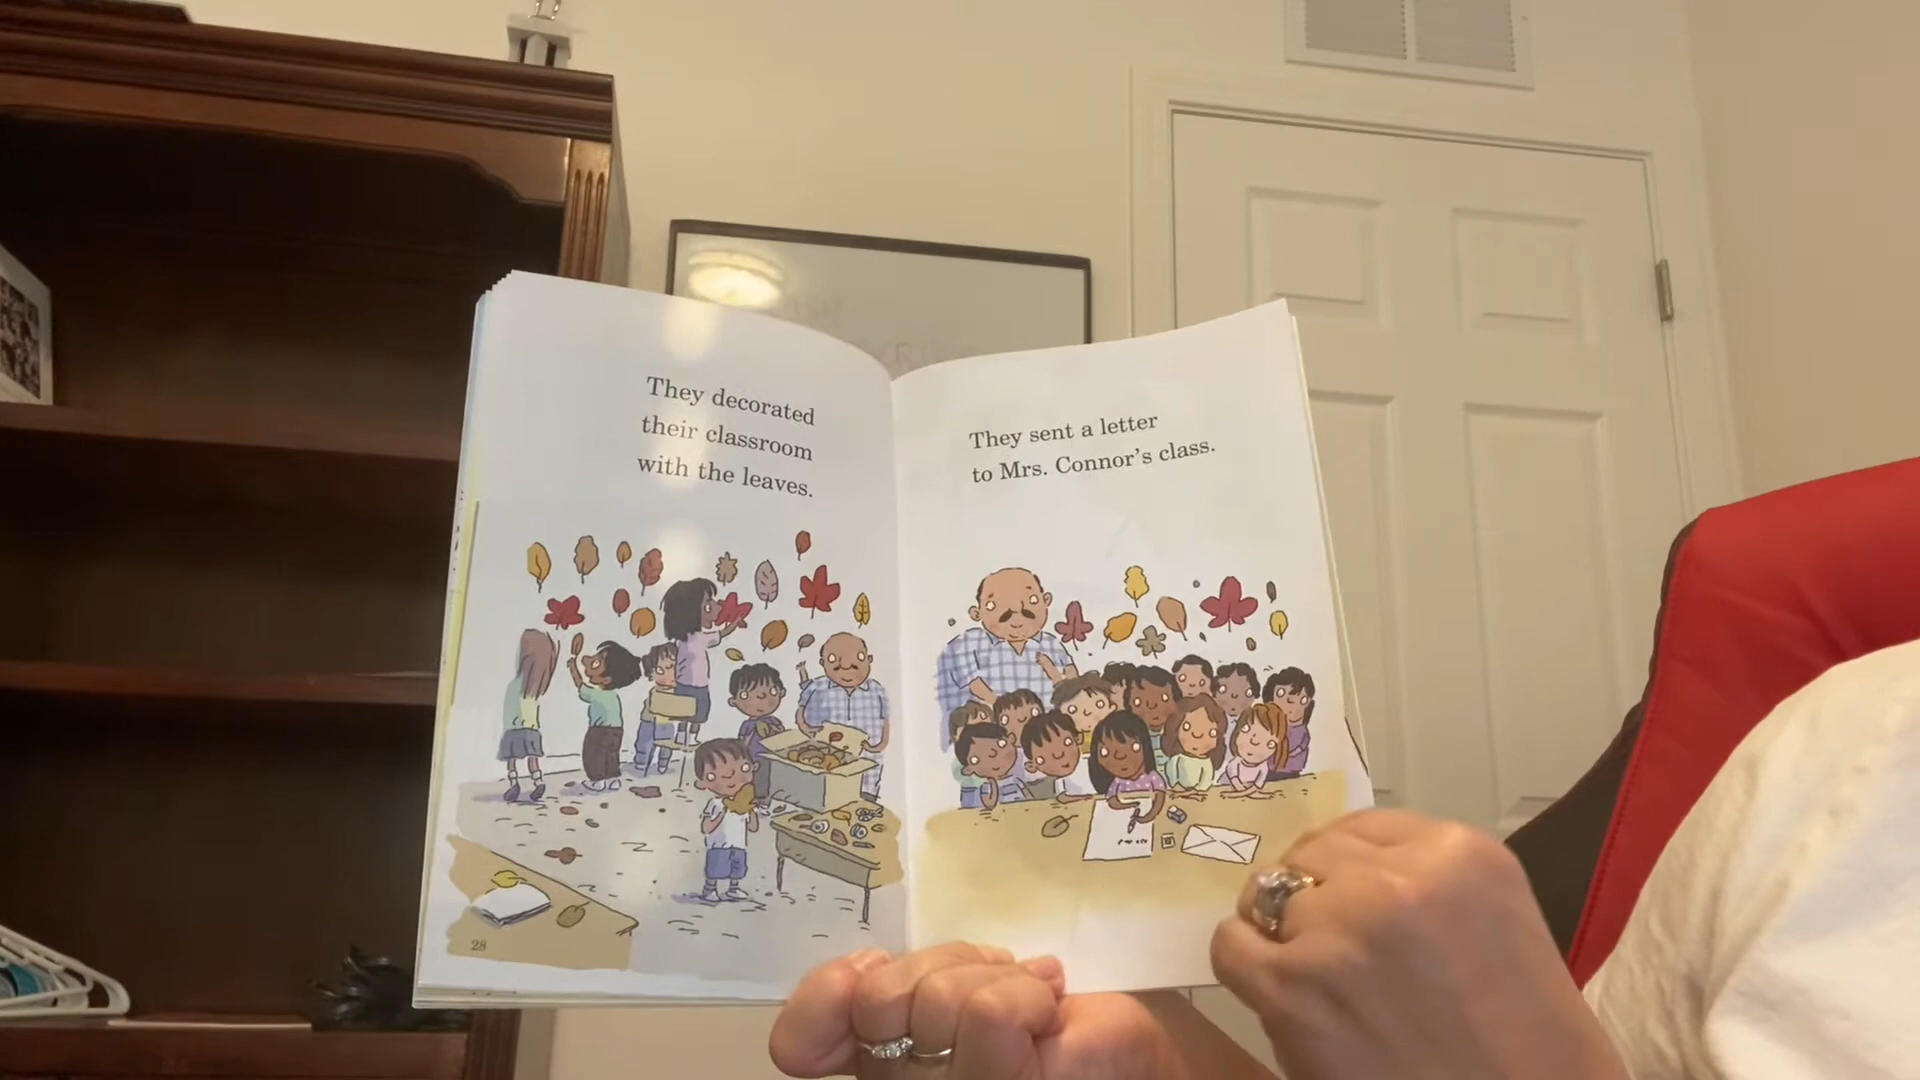 They decorated
their classroom
with the leaves.
28
They sent a letter
to Mrs. Connor's class.